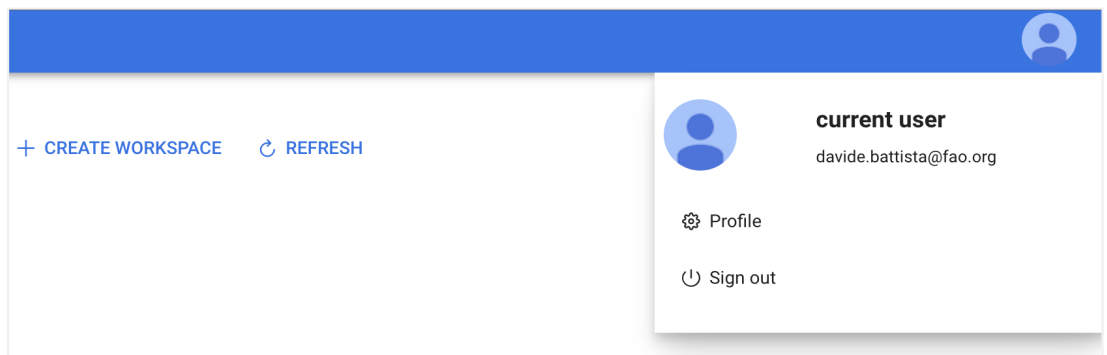 CREATE WORKSPACE REFRESH
current user
davide.battista@fao.org
Profile
Sign out